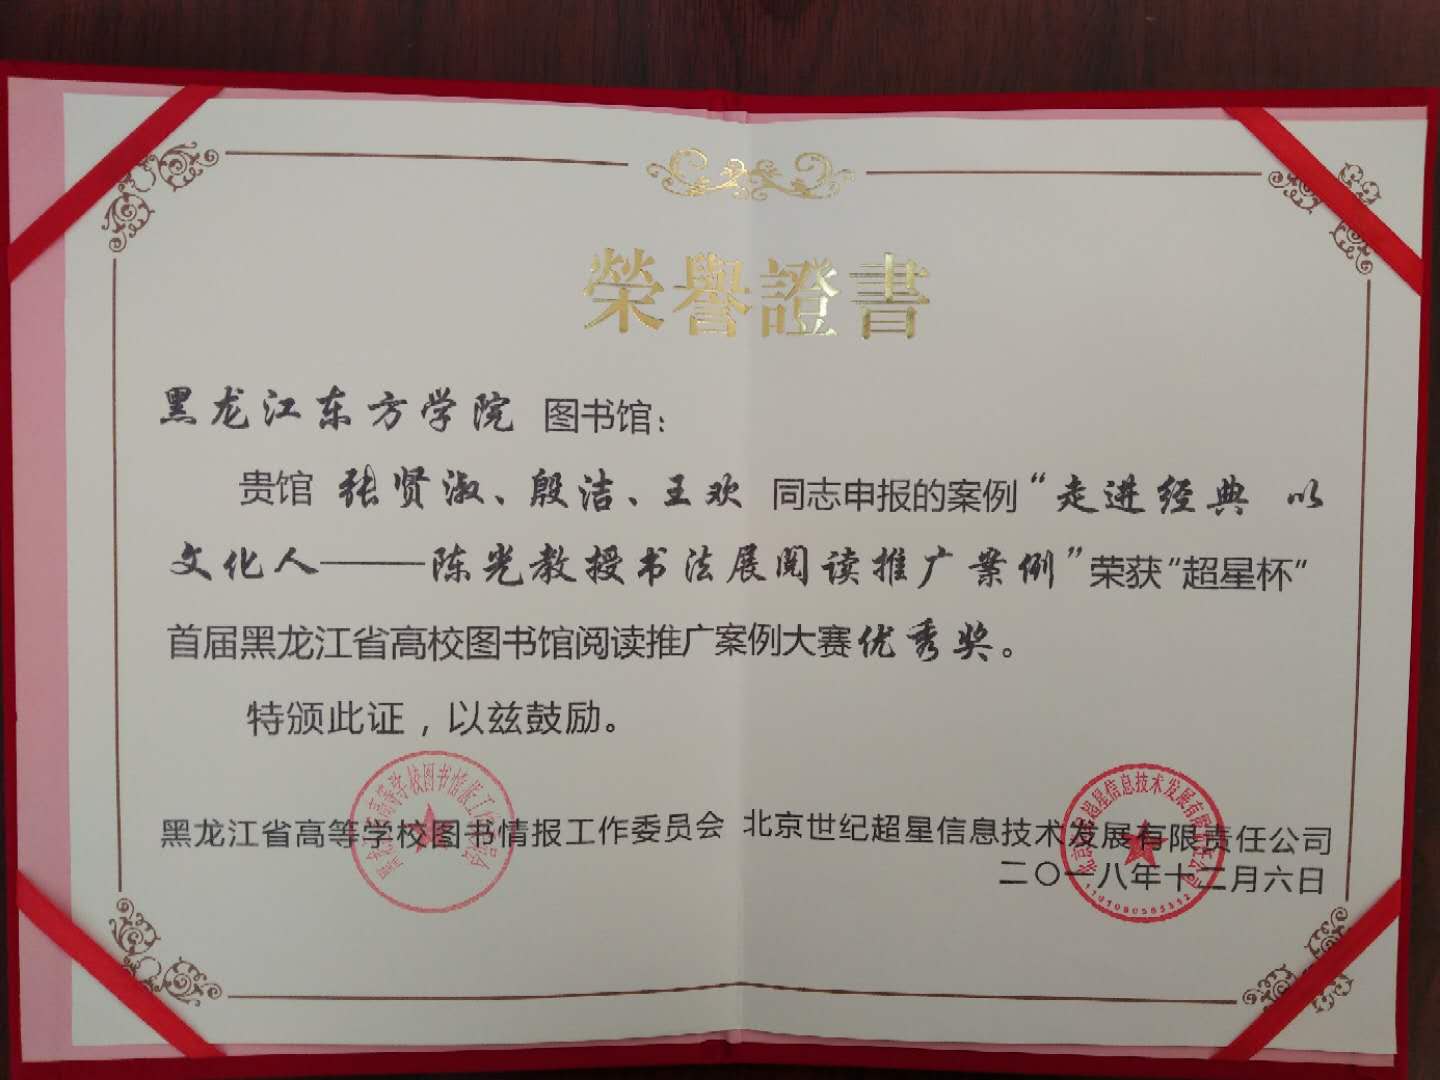 榮譽證書
黑龙江东方学院 图书馆：
贵馆 张贤淑、殷洁、王欢 同志申报的案例“走进经典 以
文化人——陈光教授书法展阅读推广案例”荣获“超星杯”
首届黑龙江省高校图书馆阅读推广案例大赛优秀奖。
特颁此证，以兹鼓励。
黑龙江省高等学校图书情报工作委员会 北京世纪超星信息技术发展有限责任公司
二〇一八年十二月六日